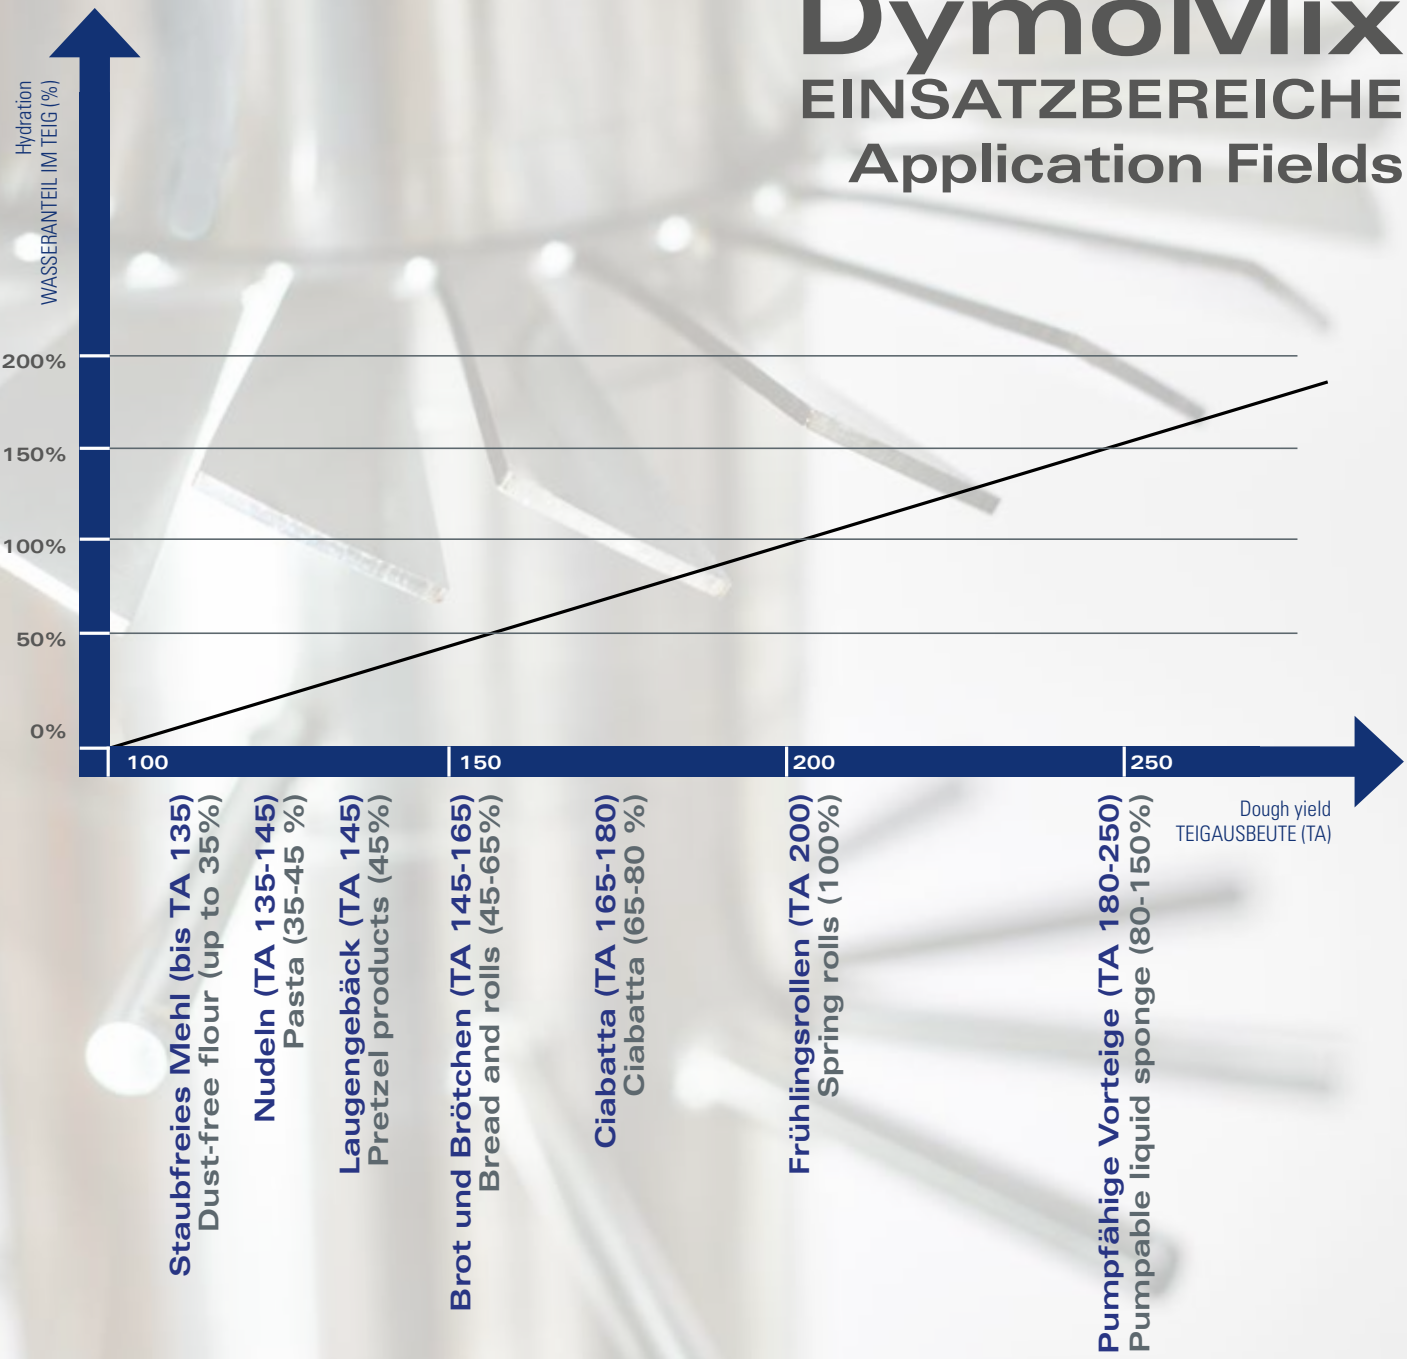 DymoMix
EINSATZBEREICHE
Application Fields
Hydration
WASSERANTEIL IM TEIG (%)
200%
150%
100%
50%
0%
100
150
200
250
Dough yield
TEIGAUSBEUTE (TA)
Staubfreies Mehl (bis TA 135)
Dust-free flour (up to 35%)
Nudeln (TA 135-145)
Pasta (35-45 %)
Laugengebäck (TA 145)
Pretzel products (45%)
Brot und Brötchen (TA 145-165)
Bread and rolls (45-65%)
Ciabatta (TA 165-180)
Ciabatta (65-80 %)
Frühlingsrollen (TA 200)
Spring rolls (100%)
Pumpfähige Vorteige (TA 180-250)
Pumpable liquid sponge (80-150%)